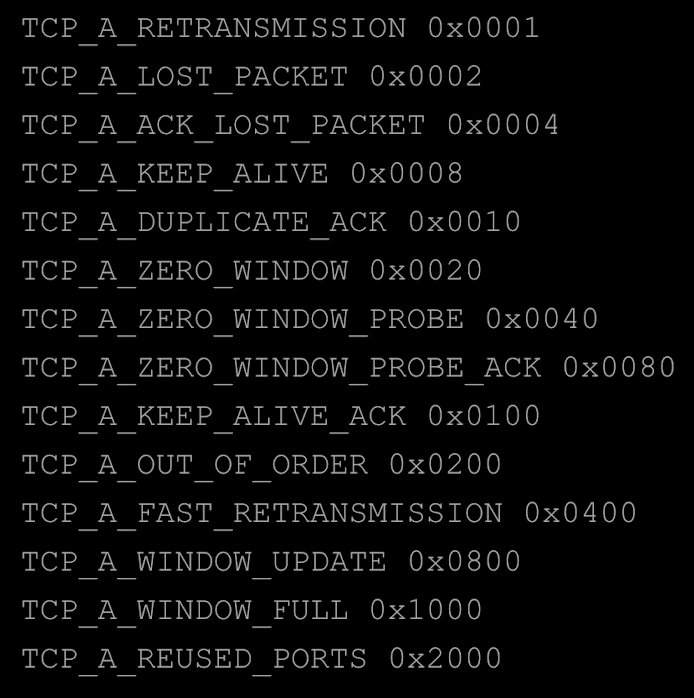 TCP_A_RETRANSMISSION 0x0001
TCP_A_LOST_PACKET 0x0002
TCP_A_ACK_LOST_PACKET 0x0004
TCP_A_KEEP_ALIVE 0x0008
TCP_A_DUPLICATE_ACK 0x0010
TCP_A_ZERO_WINDOW 0x0020
TCP_A_ZERO_WINDOW_PROBE 0x0040
TCP_A_ZERO_WINDOW_PROBE_ACK 0x0080
TCP_A_KEEP_ALIVE_ACK 0x0100
TCP_A_OUT_OF_ORDER 0x0200
TCP_A_FAST_RETRANSMISSION 0x0400
TCP_A_WINDOW_UPDATE 0x0800
TCP_A_WINDOW_FULL 0x1000
TCP_A_REUSED_PORTS 0x2000